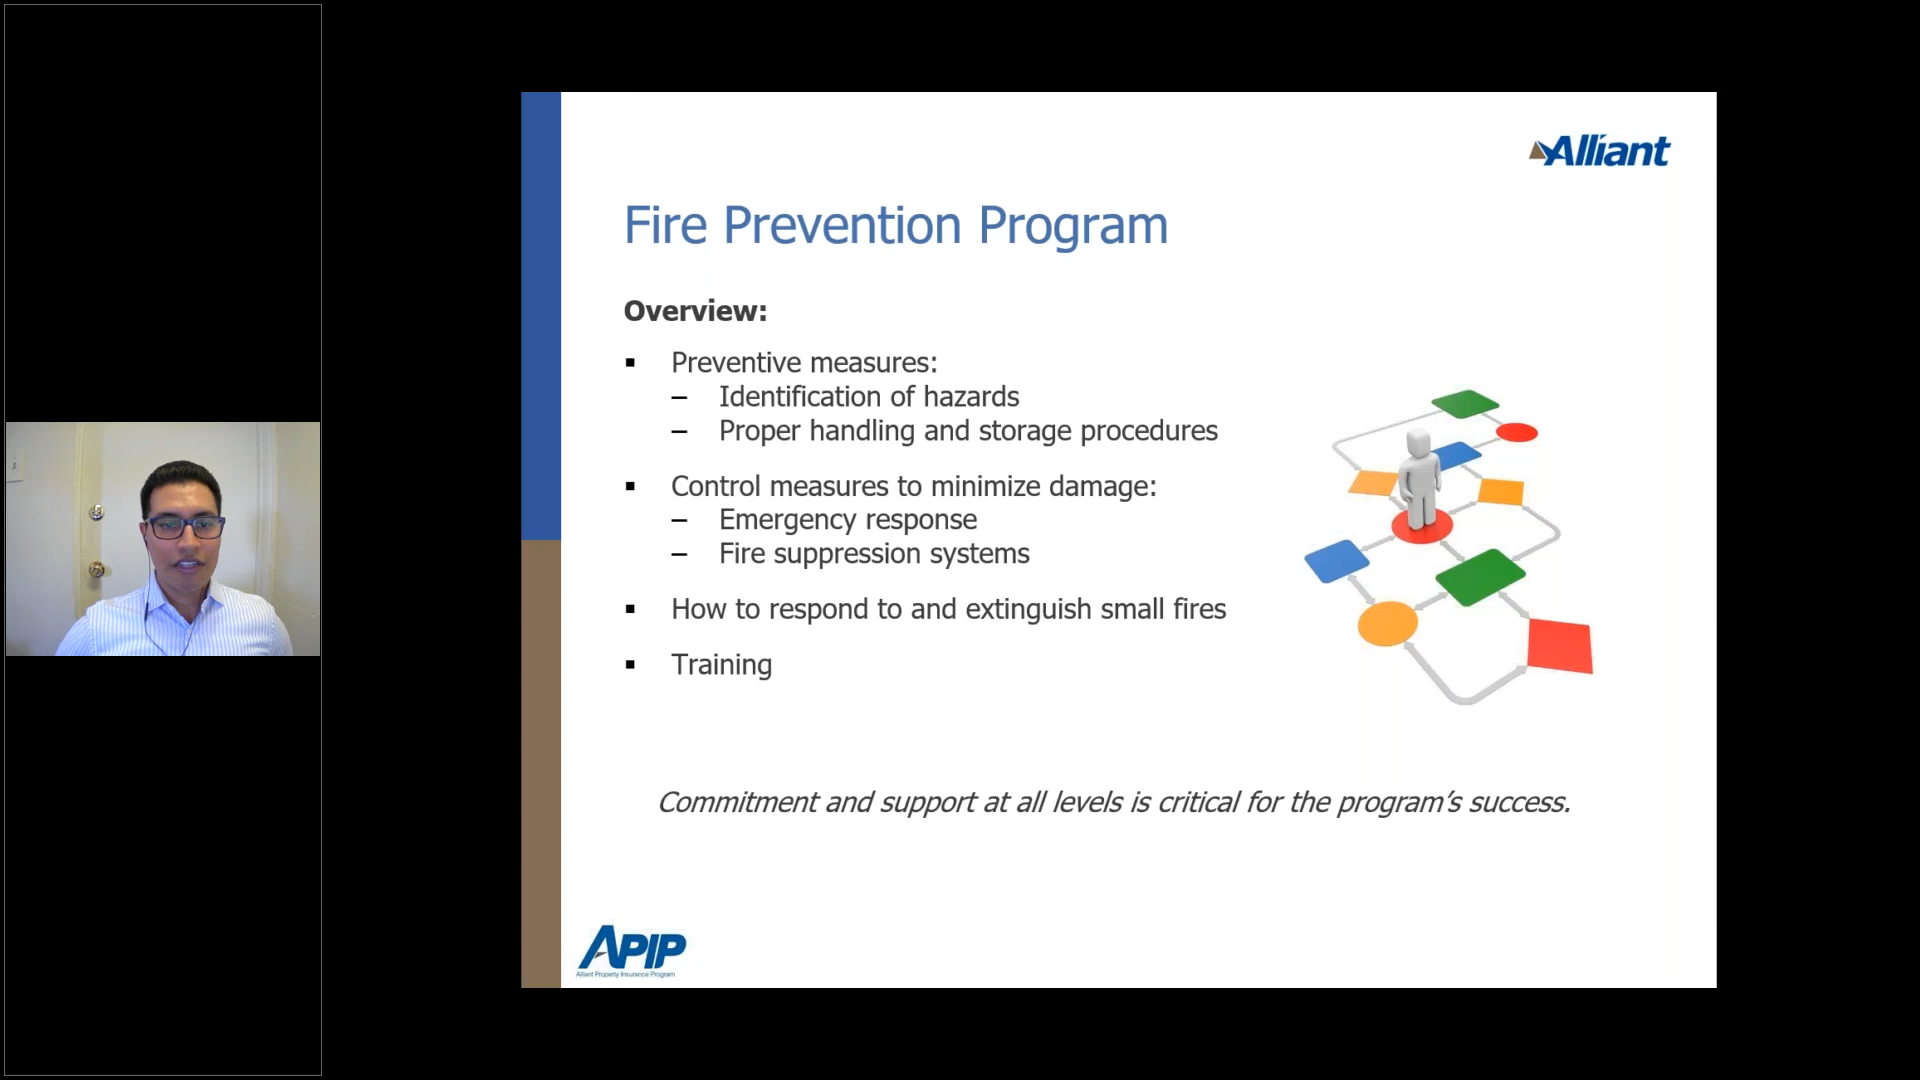 Alliant
Fire Prevention Program
Overview:
▪ Preventive measures:
– Identification of hazards
– Proper handling and storage procedures
▪ Control measures to minimize damage:
– Emergency response
– Fire suppression systems
▪ How to respond to and extinguish small fires
▪ Training
Commitment and support at all levels is critical for the program’s success.
APIP
Alliant Property Insurance Program